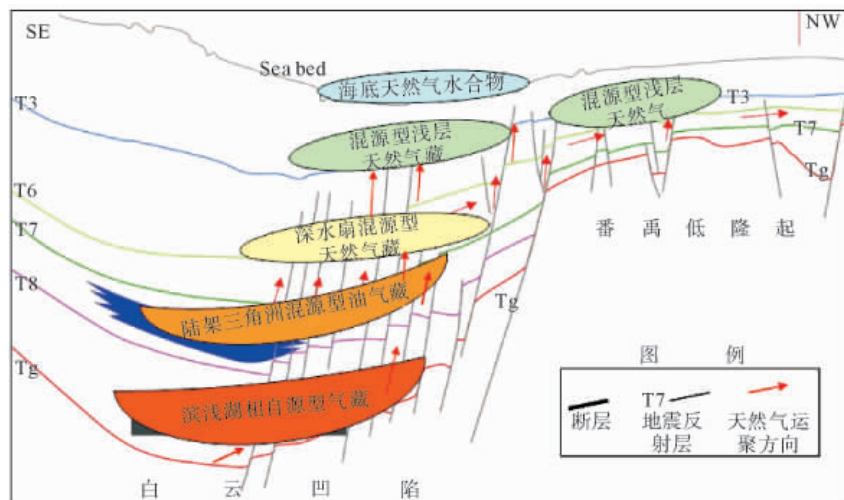 SE
NW
Sea bed
海底天然气水合物
T3
混源型浅层
天然气藏
混源型浅层
天然气
T3
T7
Tg
T6
T7
T8
Tg
深水扇混源型
天然气藏
番禺低隆起
陆架三角洲混源型油气藏
Tg
滨浅湖相自源型气藏
白云凹陷
图例
断层
T7
地震反
射层
天然气运
聚方向